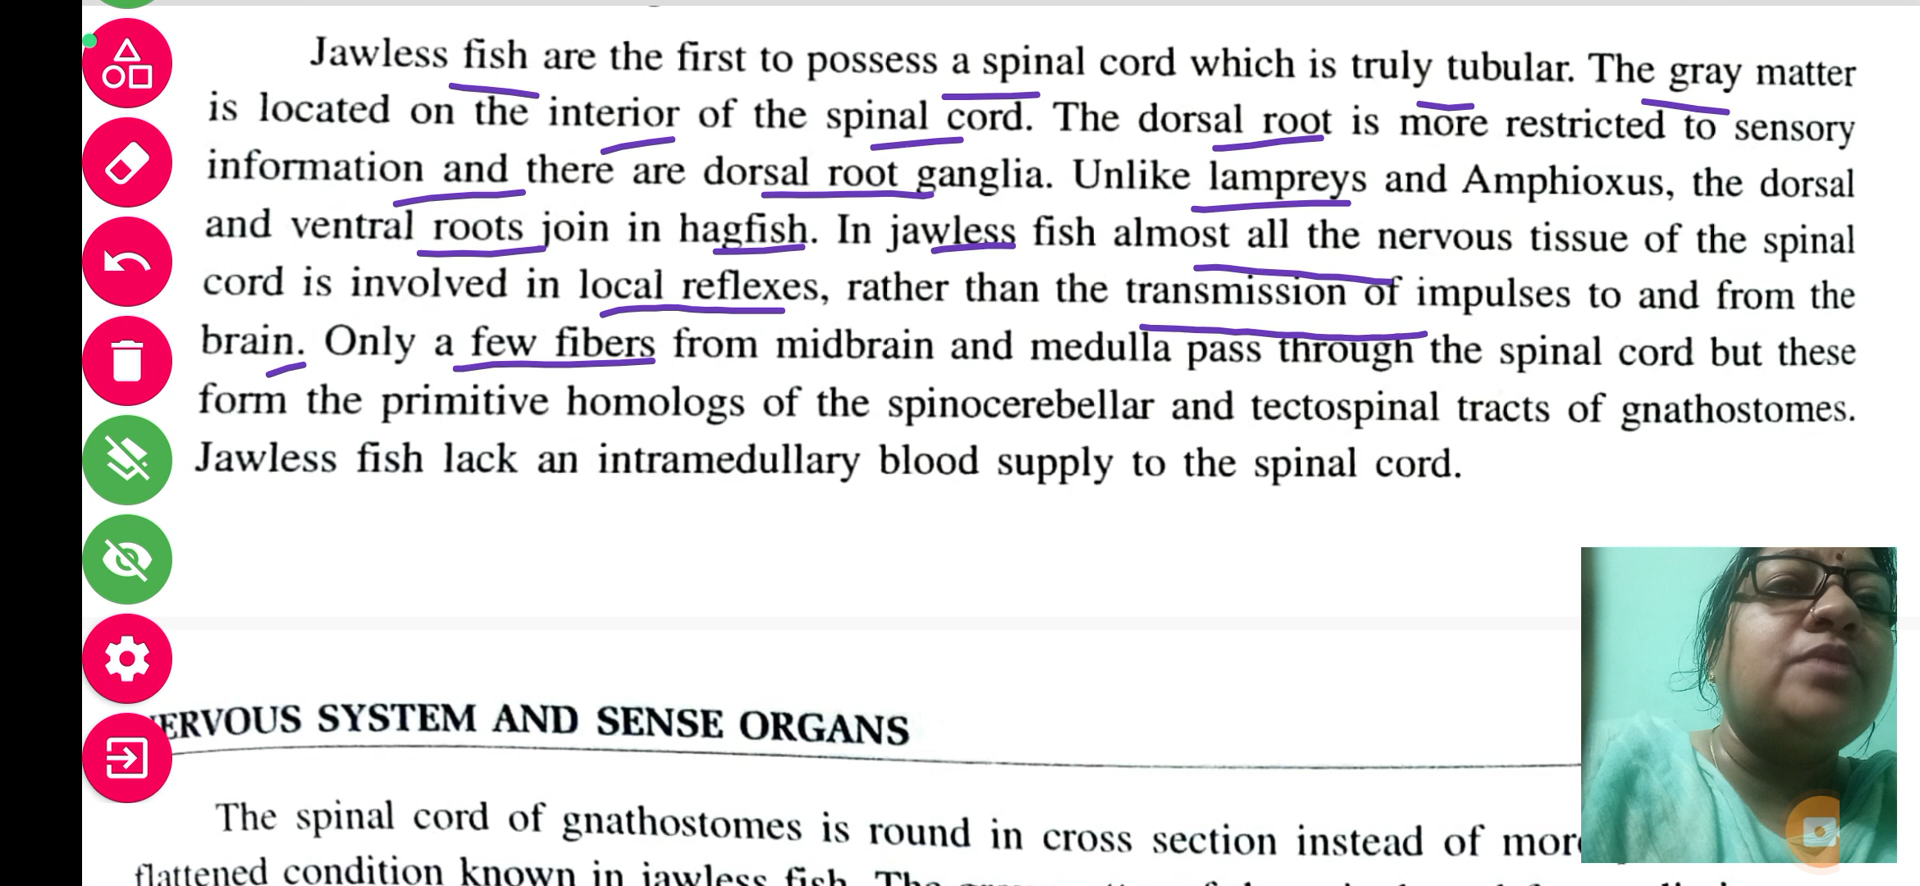 Jawless fish are the first to possess a spinal cord which is truly tubular. The gray matter
is located on the interior of the spinal cord. The dorsal root is more restricted to sensory
information and there are dorsal root ganglia. Unlike lampreys and Amphioxus, the dorsal
and ventral roots join in hagfish. In jawless fish almost all the nervous tissue of the spinal
cord is involved in local reflexes, rather than the transmission of impulses to and from the
brain. Only a few fibers from midbrain and medulla pass through the spinal cord but these
form the primitive homologs of the spinocerebellar and tectospinal tracts of gnathostomes.
Jawless fish lack an intramedullary blood supply to the spinal cord.
ERVOUS SYSTEM AND SENSE ORGANS
The spinal cord of gnathostomes is round in cross section instead of more
flattened condition known in jawless fish. The